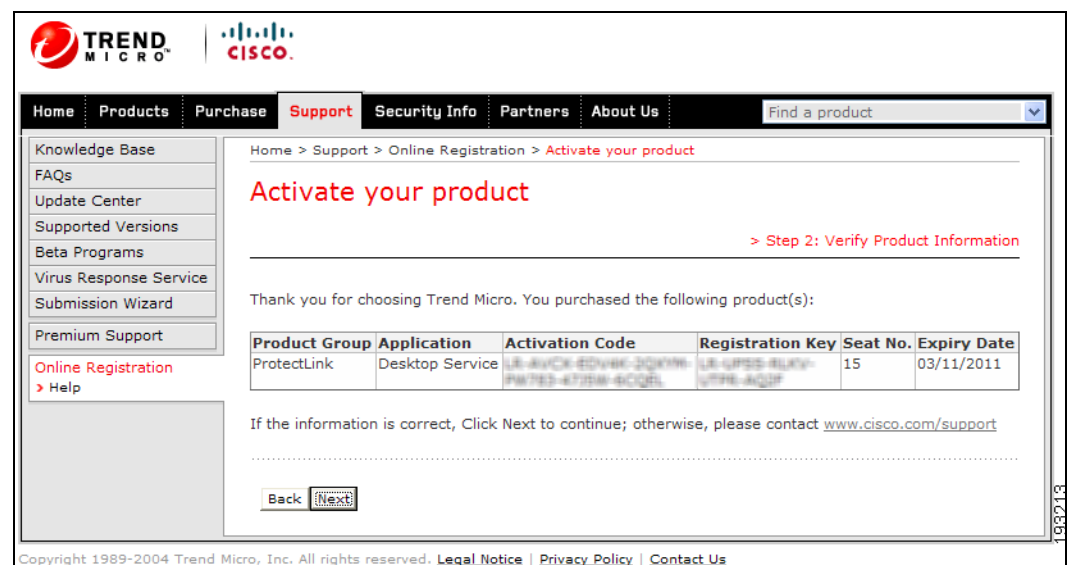 TREND
MICRO™
CISCO.
Home Products Purchase Support Security Info Partners About Us Find a product
Knowledge Base
FAQs
Update Center
Supported Versions
Beta Programs
Virus Response Service
Submission Wizard
Premium Support
Online Registration
> Help
Home > Support > Online Registration > Activate your product
Activate your product
> Step 2: Verify Product Information
Thank you for choosing Trend Micro. You purchased the following product(s):
Product Group Application Activation Code Registration Key Seat No. Expiry Date
ProtectLink Desktop Service 15 03/11/2011
If the information is correct, Click Next to continue; otherwise, please contact www.cisco.com/support
Back Next
193213
Copyright 1989-2004 Trend Micro, Inc. All rights reserved. Legal Notice | Privacy Policy | Contact Us